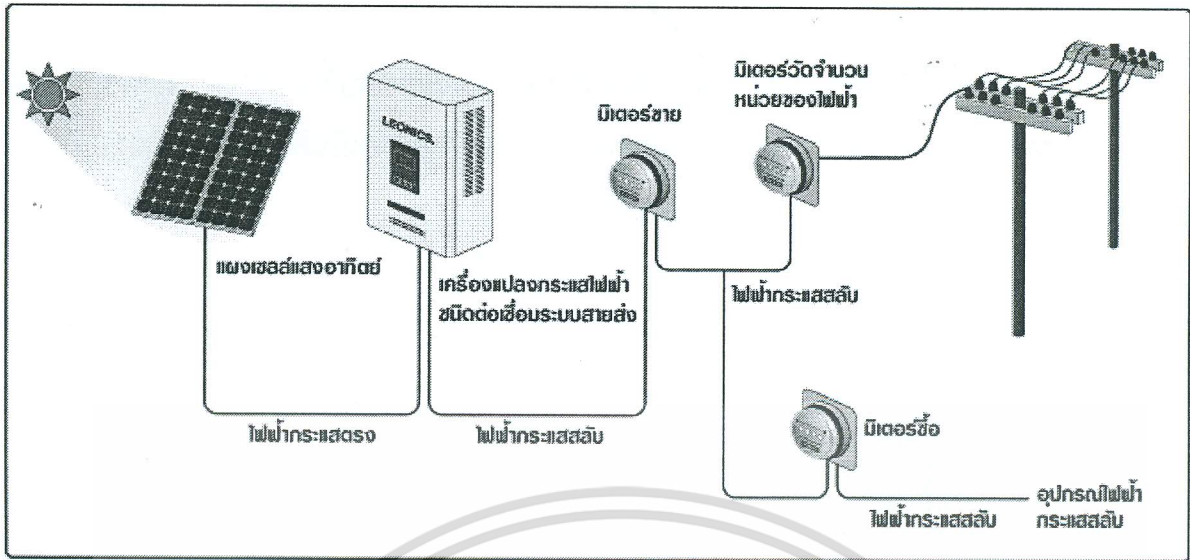 มิเตอร์วัดจำนวน
หน่วยของไฟฟ้า
มิเตอร์ขาย
LEONICS.
แผงเซลล์แสงอาทิตย์
เครื่องแปลงกระแสไฟฟ้า
ชนิดต่อเชื่อมระบบสายส่ง
ไฟฟ้ากระแสสลับ
ไฟฟ้ากระแสตรง
ไฟฟ้ากระแสสลับ
มิเตอร์ซื้อ
ไฟฟ้ากระแสสลับ
อุปกรณ์ไฟฟ้า
กระแสสลับ